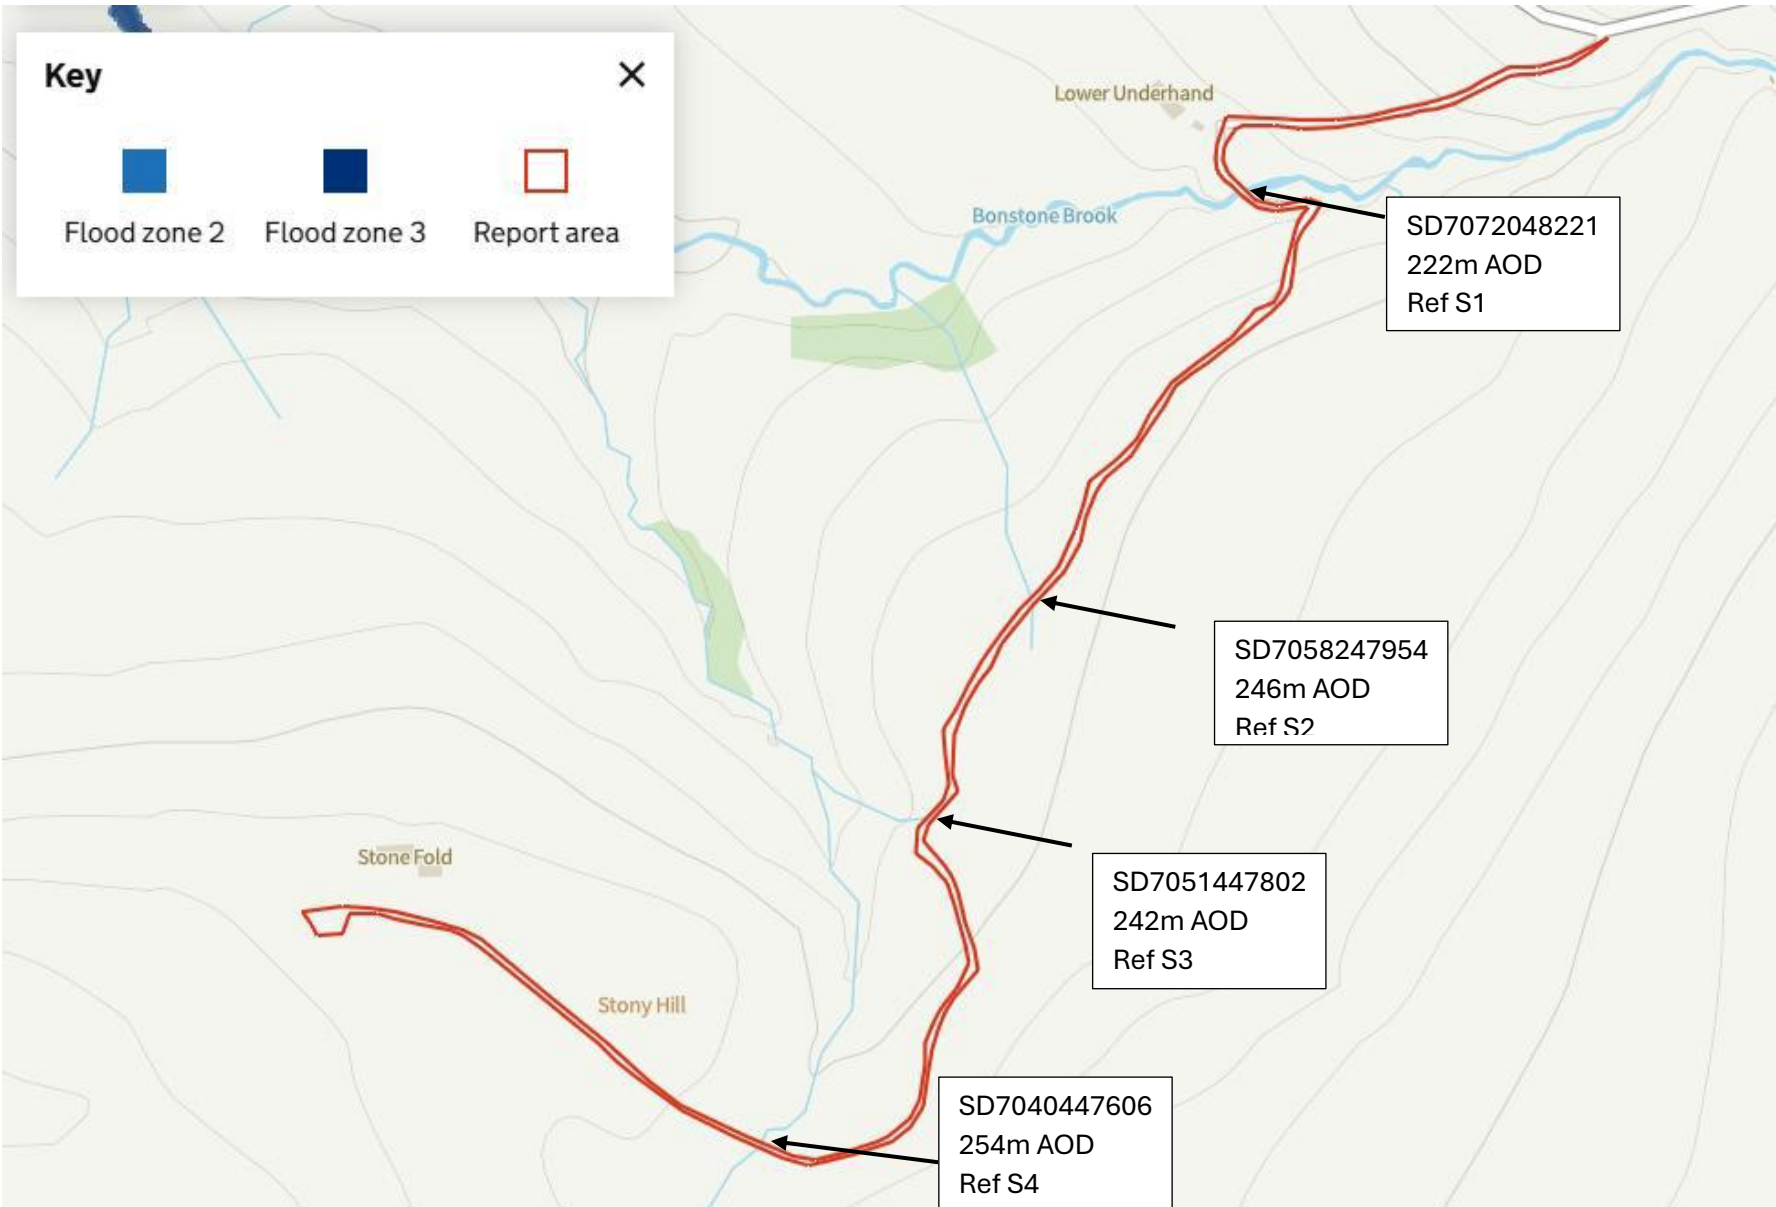 Key
Flood zone 2
Flood zone 3
Report area
Lower Underhand
Bonstone Brook
SD7072048221
222m AOD
Ref S1
SD7058247954
246m AOD
Ref S2
Stone Fold
SD7051447802
242m AOD
Ref S3
Stony Hill
SD7040447606
254m AOD
Ref S4